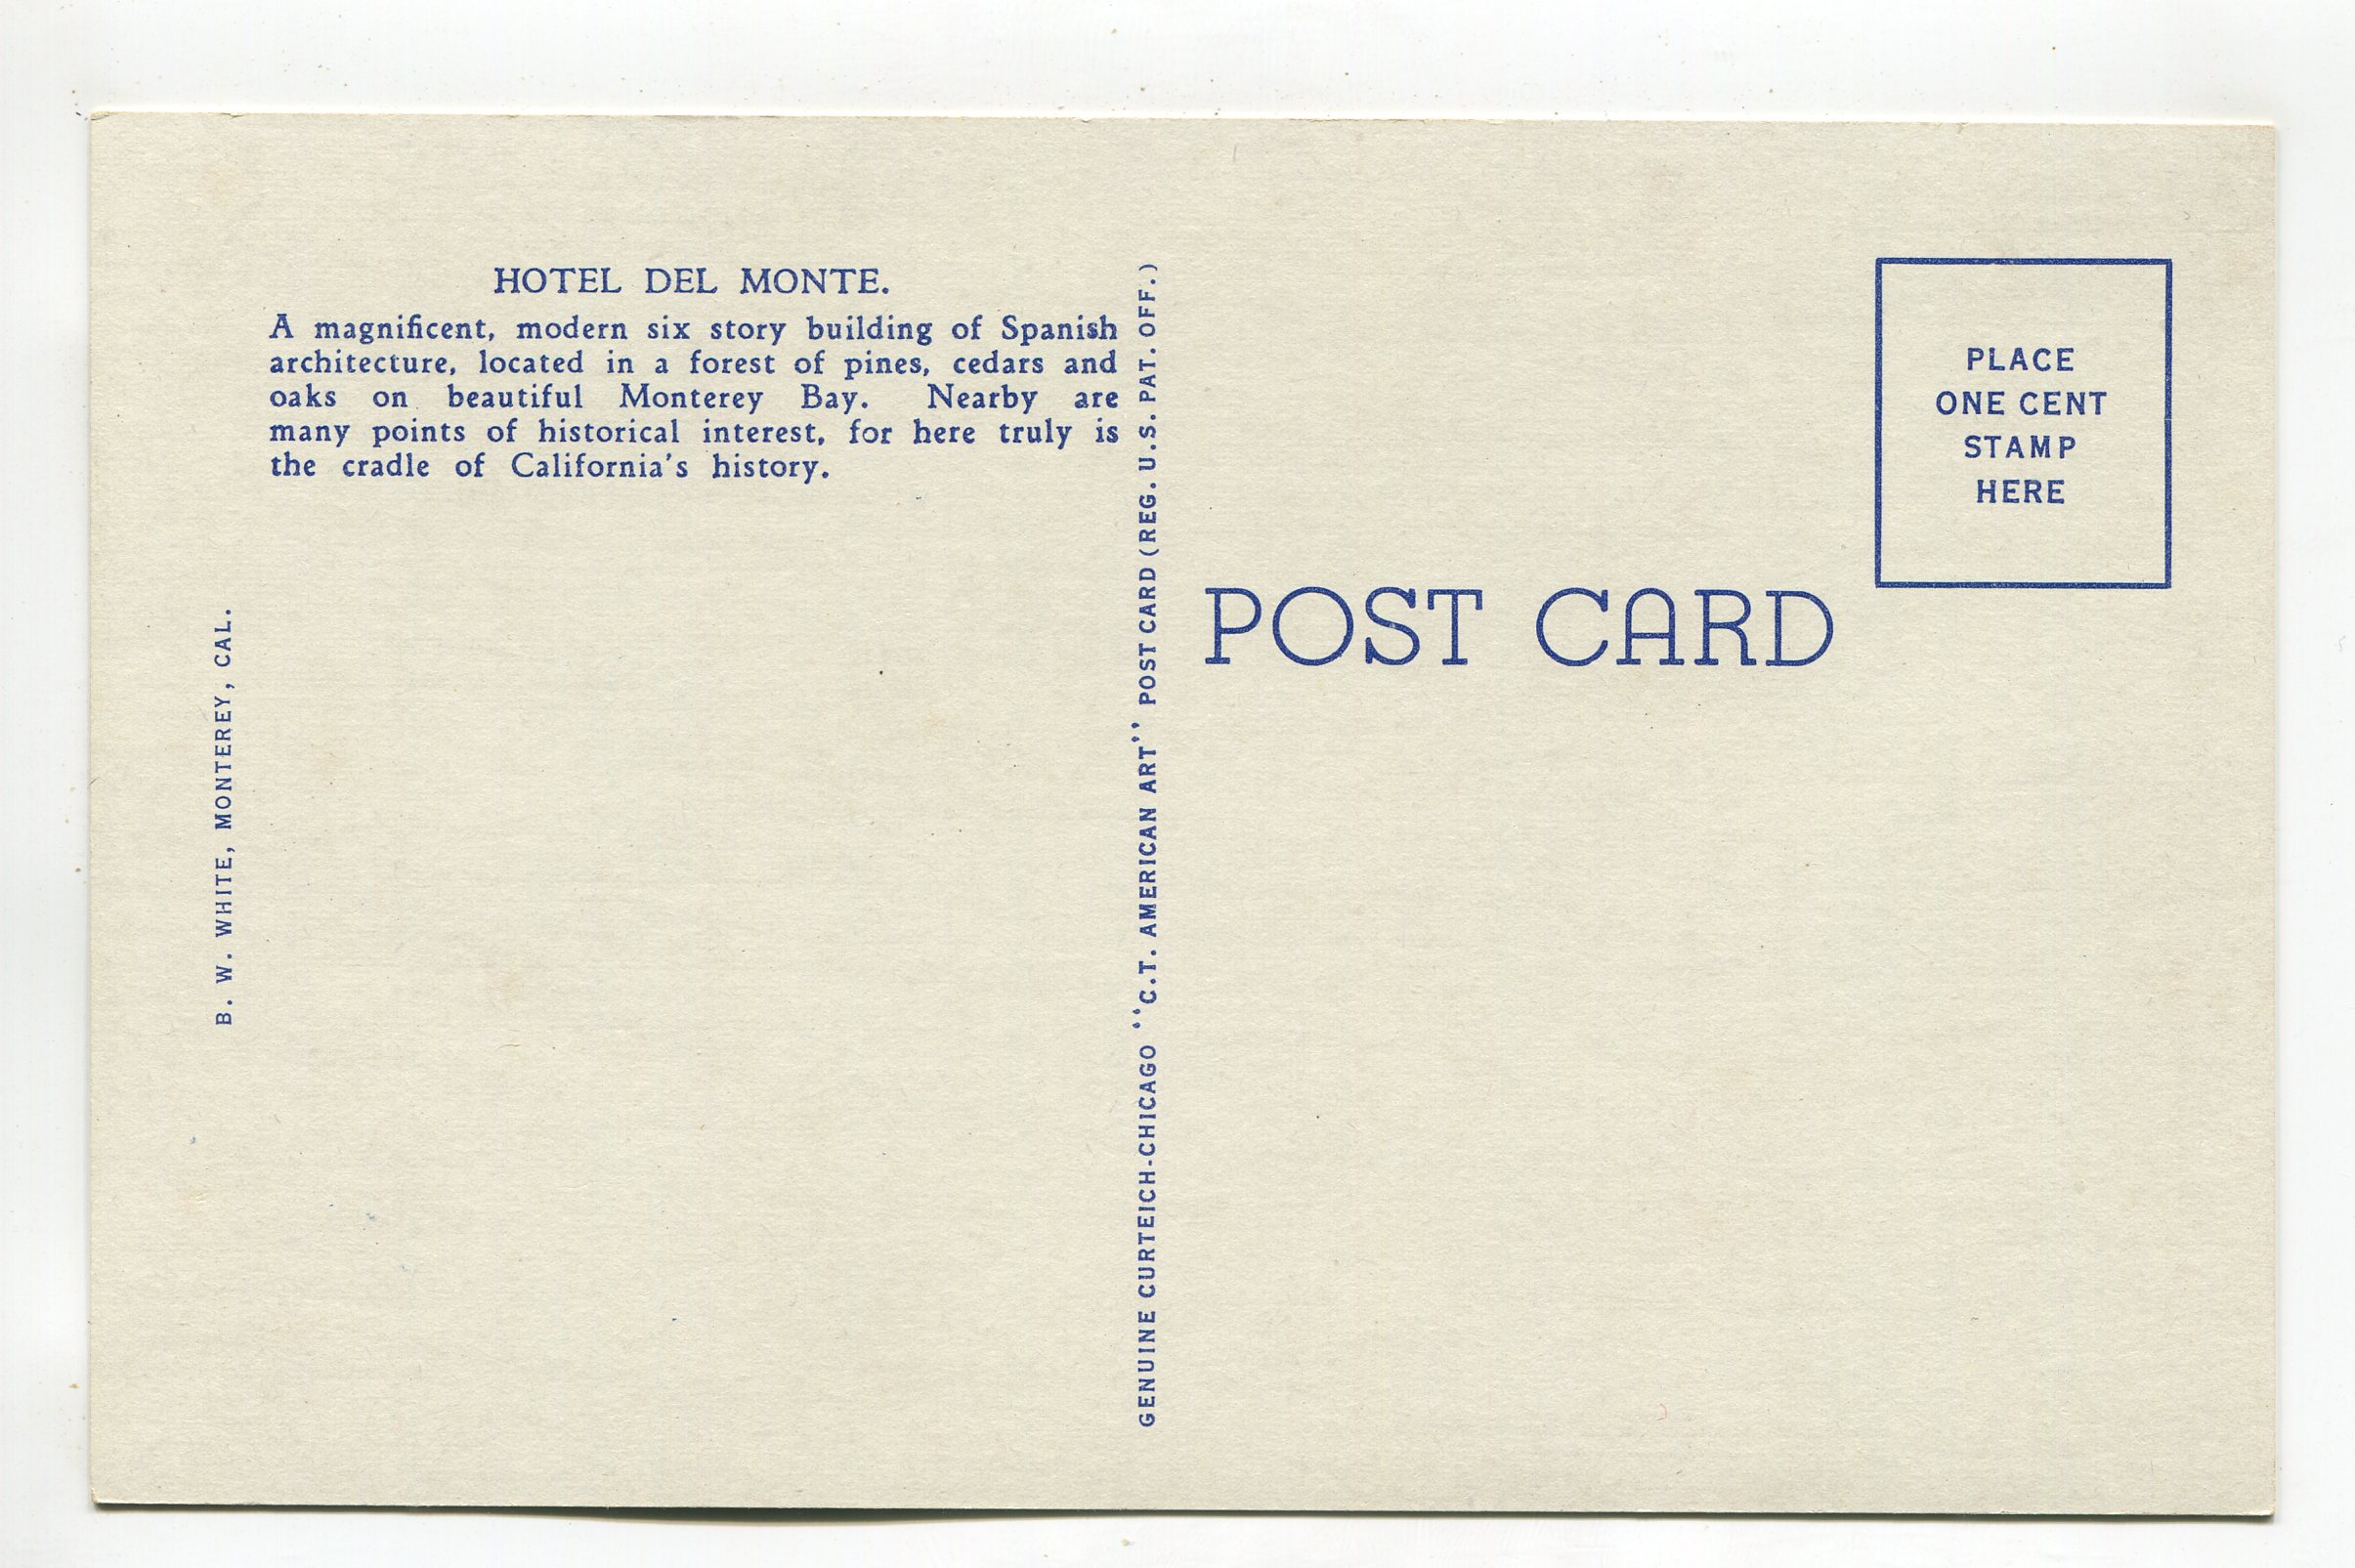 HOTEL DEL MONTE.
A magnificent, modern six story building of Spanish
architecture, located in a forest of pines, cedars and
oaks on beautiful Monterey Bay. Nearby are
many points of historical interest, for here truly is
the cradle of California's history.
B. W. WHITE, MONTEREY, CAL.
GENUINE CURTEICH-CHICAGO "C.T. AMERICAN ART" POST CARD (REG. U.S. PAT. OFF.)
POST CARD
PLACE
ONE CENT
STAMP
HERE